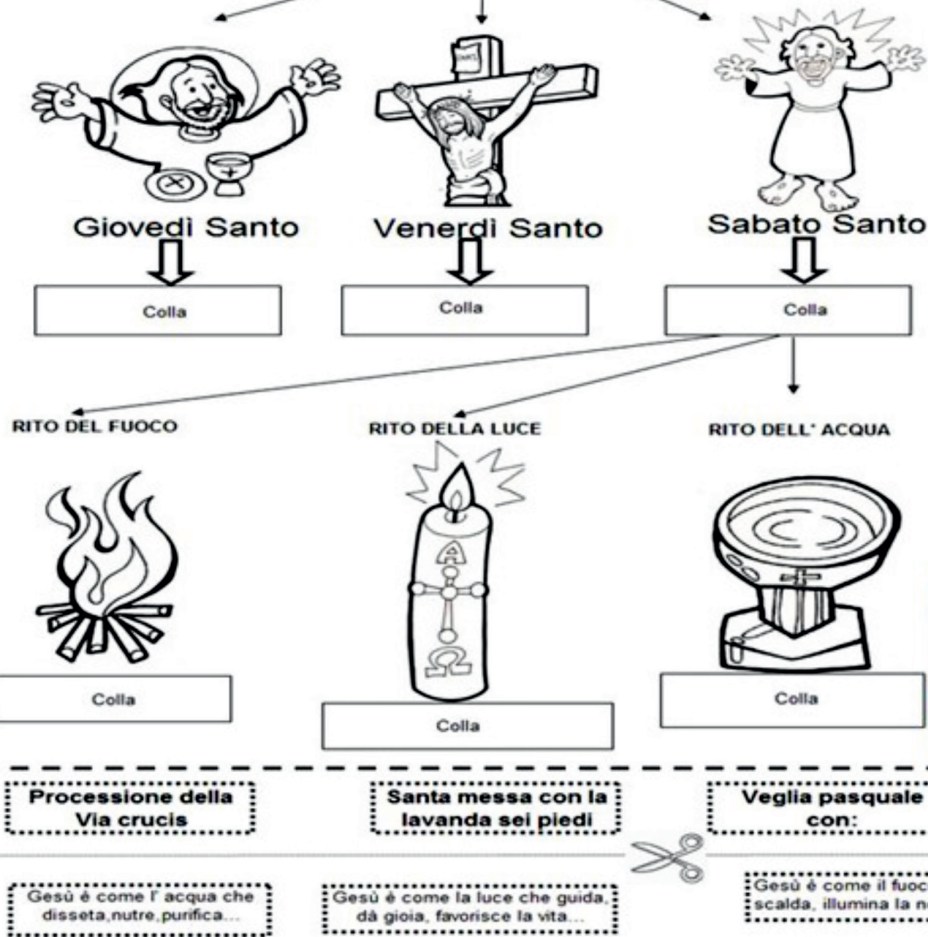 Giovedì Santo
Venerdì Santo
Sabato Santo
Colla
Colla
Colla
RITO DEL FUOCO
RITO DELLA LUCE
RITO DELL' ACQUA
A
Ω
Colla
Colla
Colla
Processione della
Via crucis
Santa messa con la
lavanda sei piedi
Veglia pasquale
con:
Gesù é come l' acqua che
disseta,nutre,purifica...
Gesù é come la luce che guida,
dà gioia, favorisce la vita...
Gesù é come il
scalda, illumina la